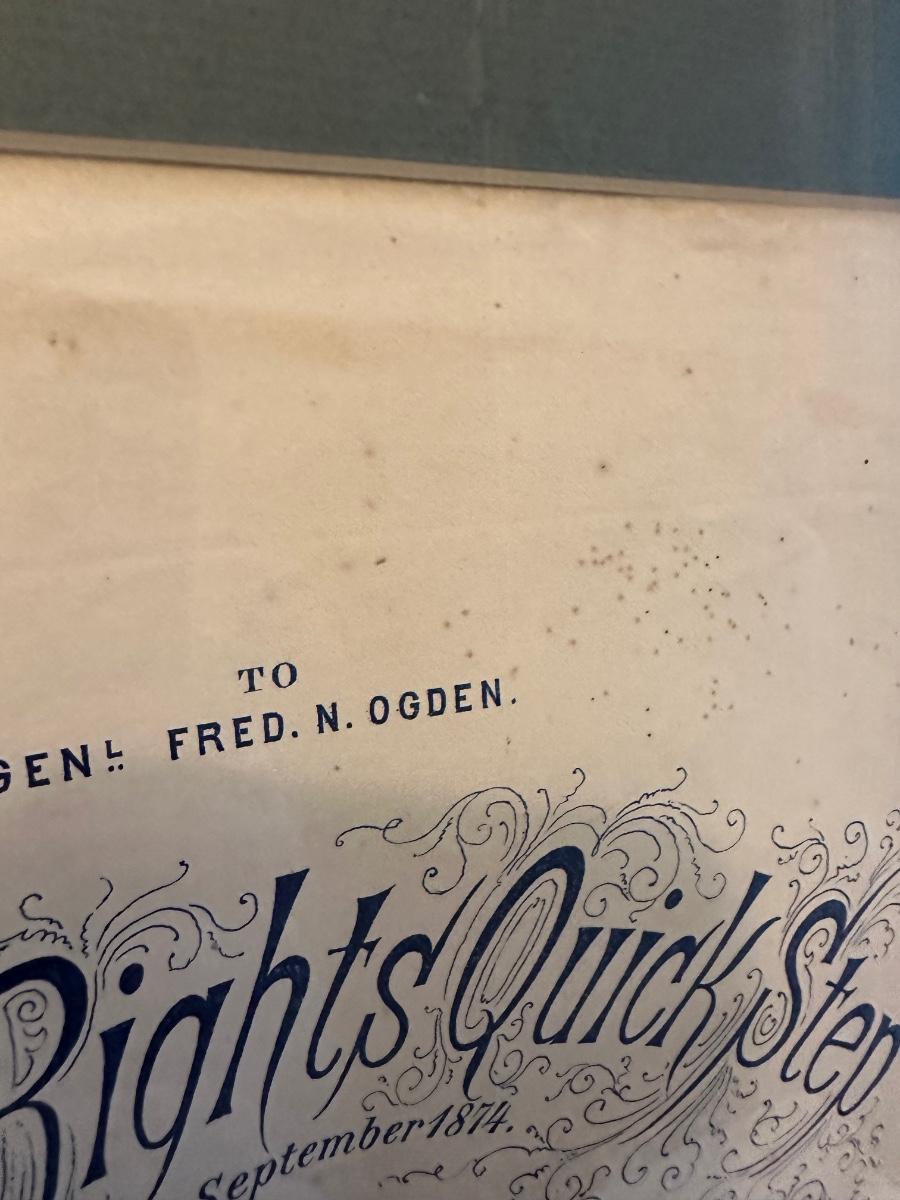 TO
GENL FRED. N. OGDEN.
Rights Quick Step
September 1874.